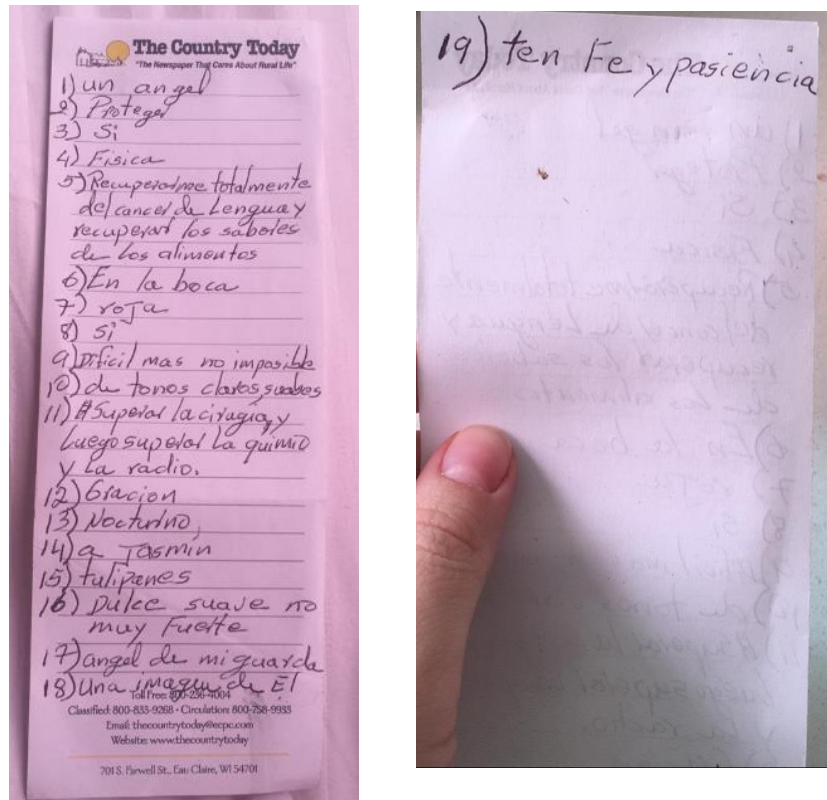 The Country Today
"The Newspaper That Cares About Rural Life"
1) un angel
2) Proteger
3) Si
4) Fisica
5) Recuperarme totalmente
del cancer de Lengua y
recuperar los sabores
de los alimentos
6) En la boca
7) roja
8) Si
9) Dificil mas no imposible
10) de tonos claros, suabes
11) Superar la cirugia, y
Luego superar La quimio
y La radio.
12) Oracion
13) Nocturno,
14) a Jasmin
15) tulipanes
16) Dulce suave no
muy Fuerte
17) angel de mi guarda
18) Una imagen de El
Toll Free: 800-236-4004
Classified: 800-833-9268 • Circulation: 800-758-9933
Email: thecountrytoday@ecpc.com
Website: www.thecountrytoday
701 S. Farwell St., Eau Claire, WI 54701
19) ten Fe y pasiencia